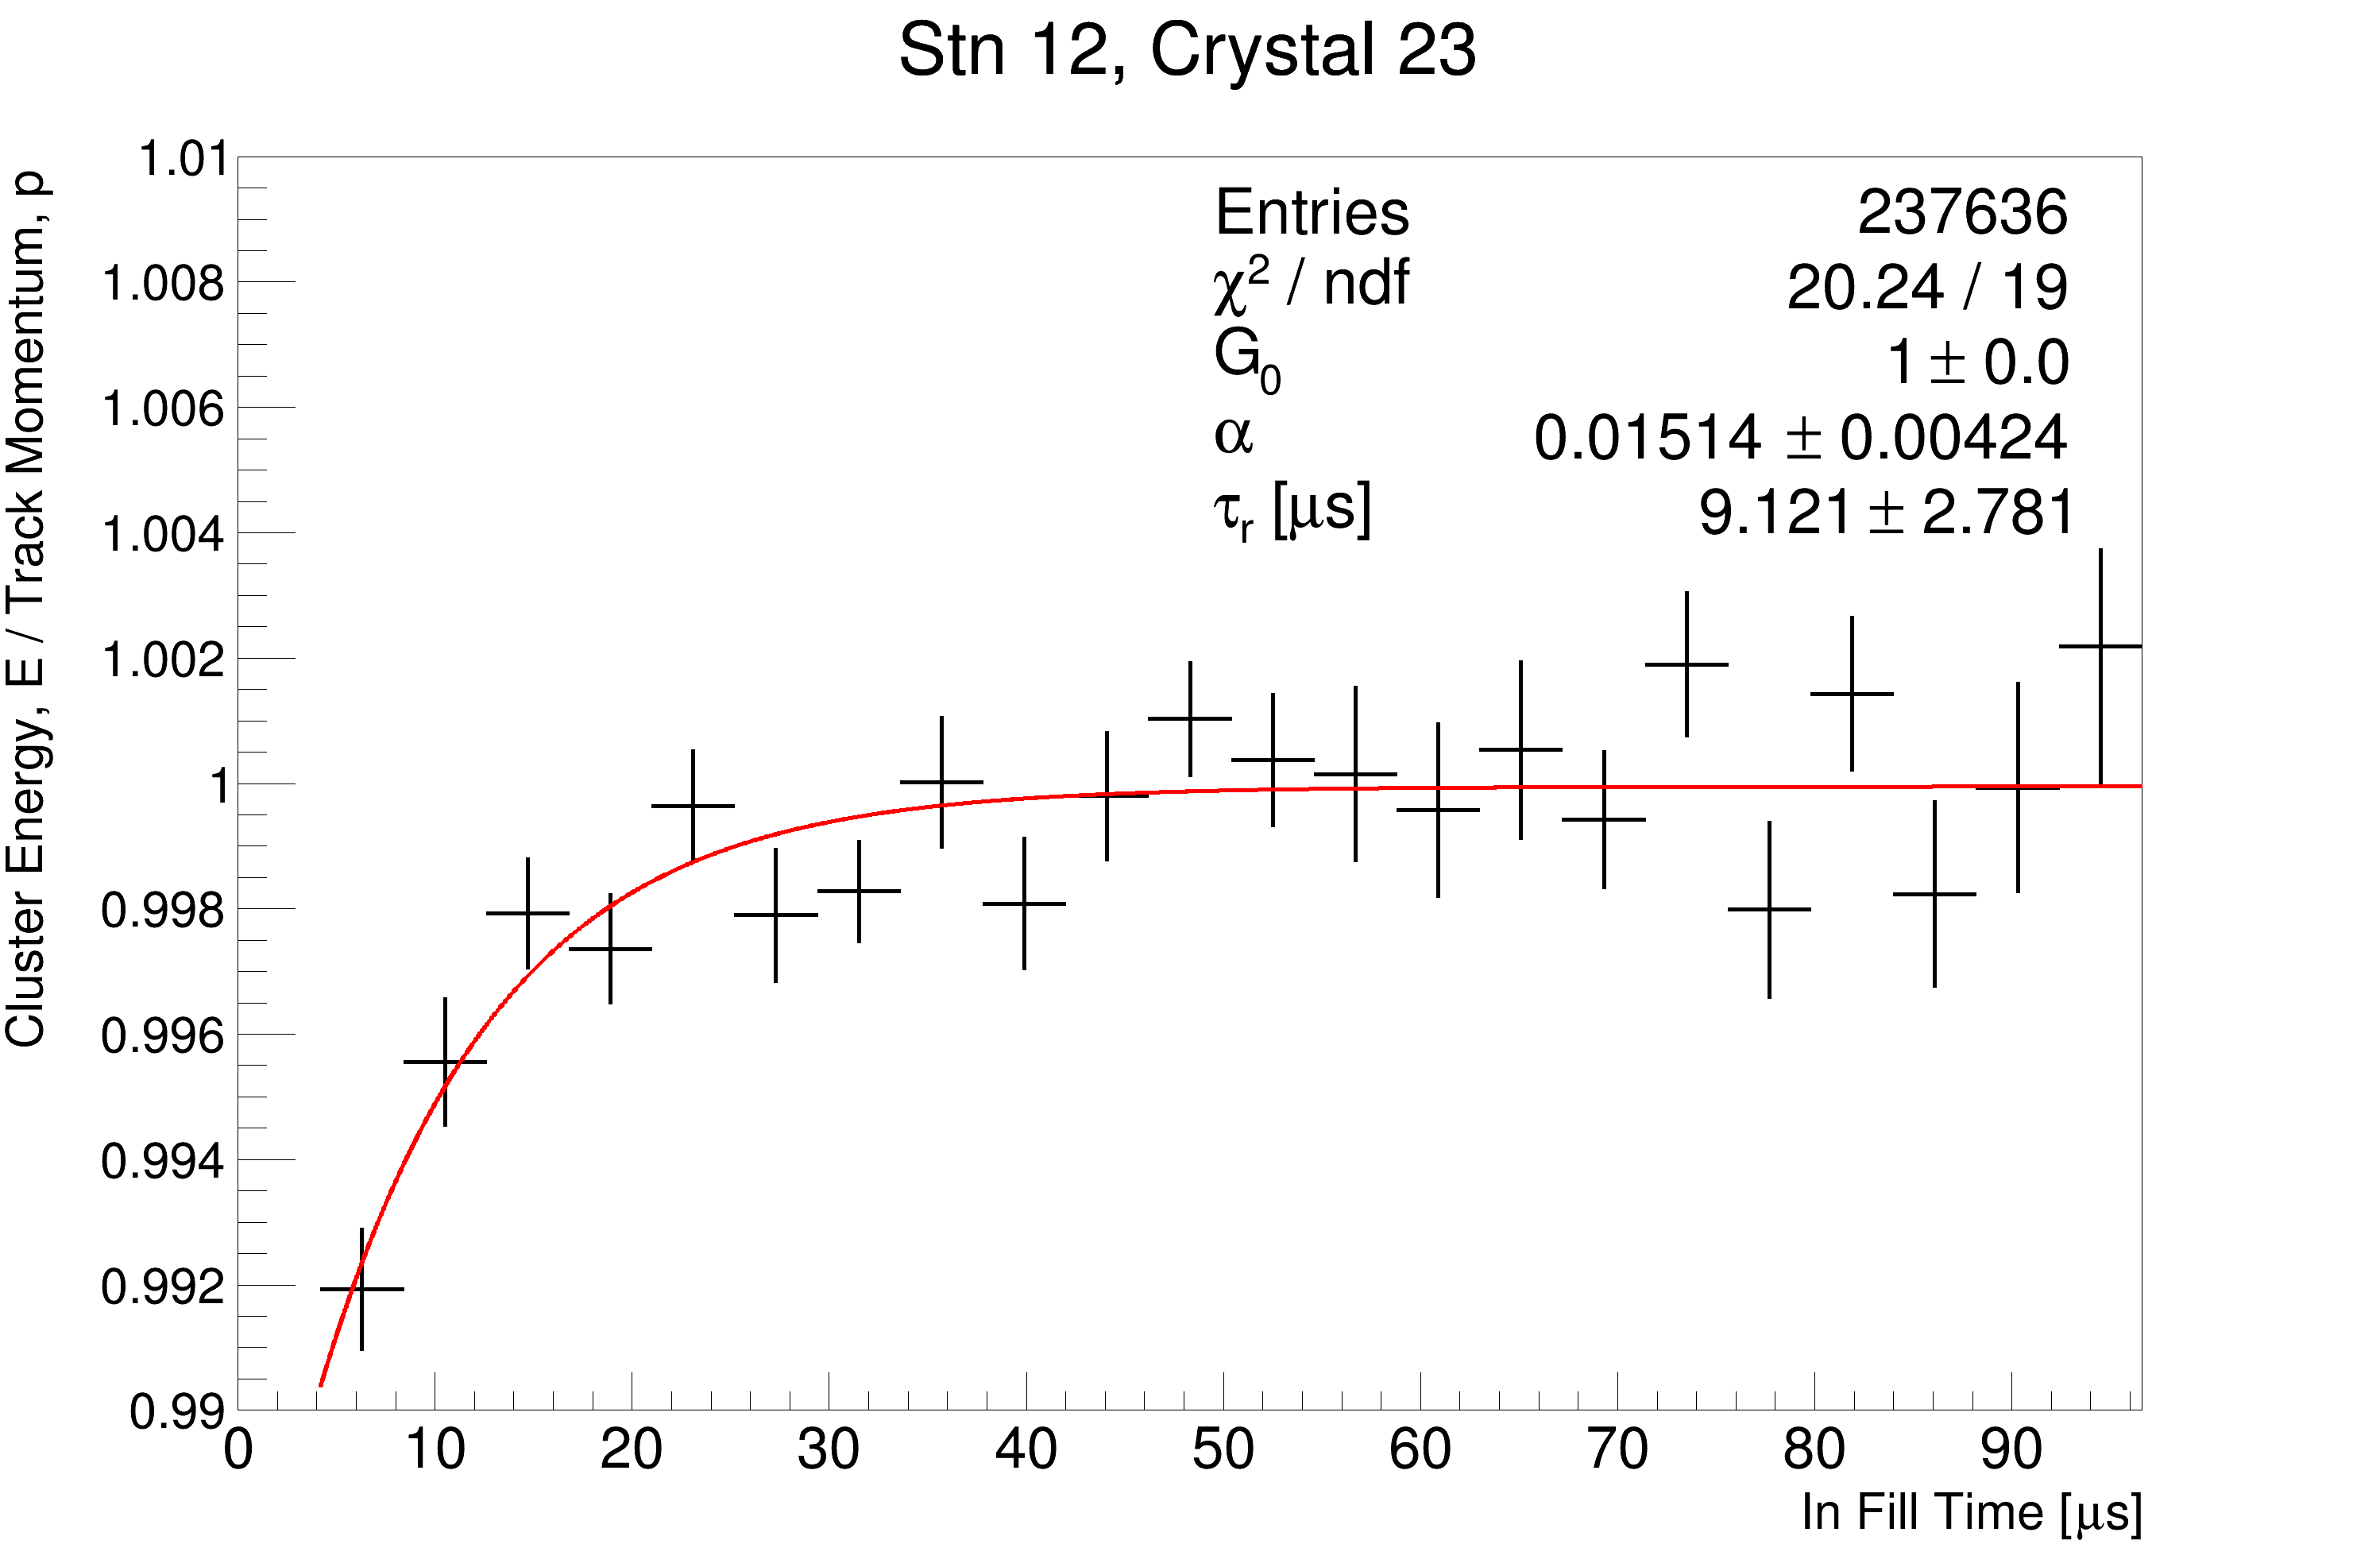 Stn 12, Crystal 23
Cluster Energy, E / Track Momentum, p
1.01
1.008
1.006
1.004
1.002
1
0.998
0.996
0.994
0.992
0.99
Entries 237636
χ² / ndf 20.24 / 19
G₀ 1 ± 0.0
α 0.01514 ± 0.00424
τᵣ [μs] 9.121 ± 2.781
0 10 20 30 40 50 60 70 80 90
In Fill Time [μs]